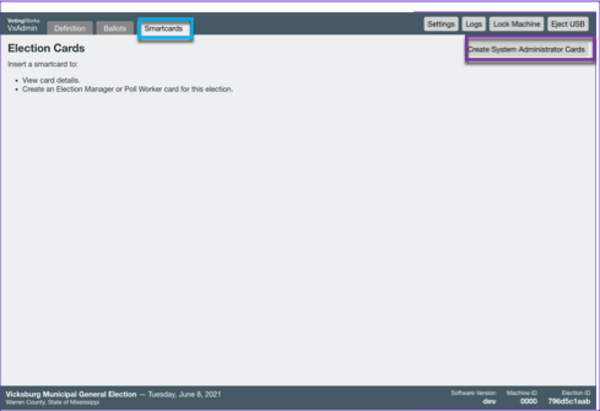 VotingWorks
VxAdmin
Definition
Ballots
Smartcards
Settings
Logs
Lock Machine
Eject USB
Election Cards
Create System Administrator Cards
Insert a smartcard to:
• View card details.
• Create an Election Manager or Poll Worker card for this election.
Vicksburg Municipal General Election — Tuesday, June 8, 2021
Warren County, State of Mississippi
Software Version
dev
Machine ID
0000
Election ID
796d5c1aab